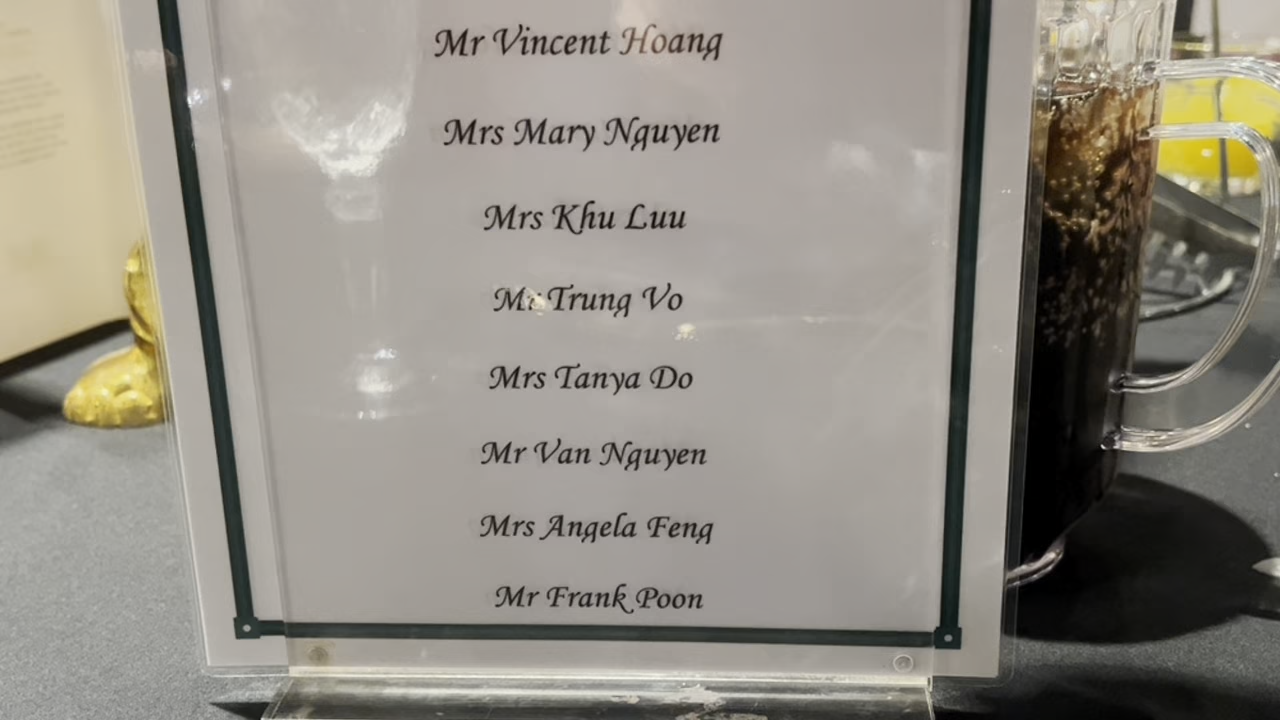 Mr Vincent Hoang
Mrs Mary Nguyen
Mrs Khu Luu
Mr Trung Vo
Mrs Tanya Do
Mr Van Nguyen
Mrs Angela Feng
Mr Frank Poon